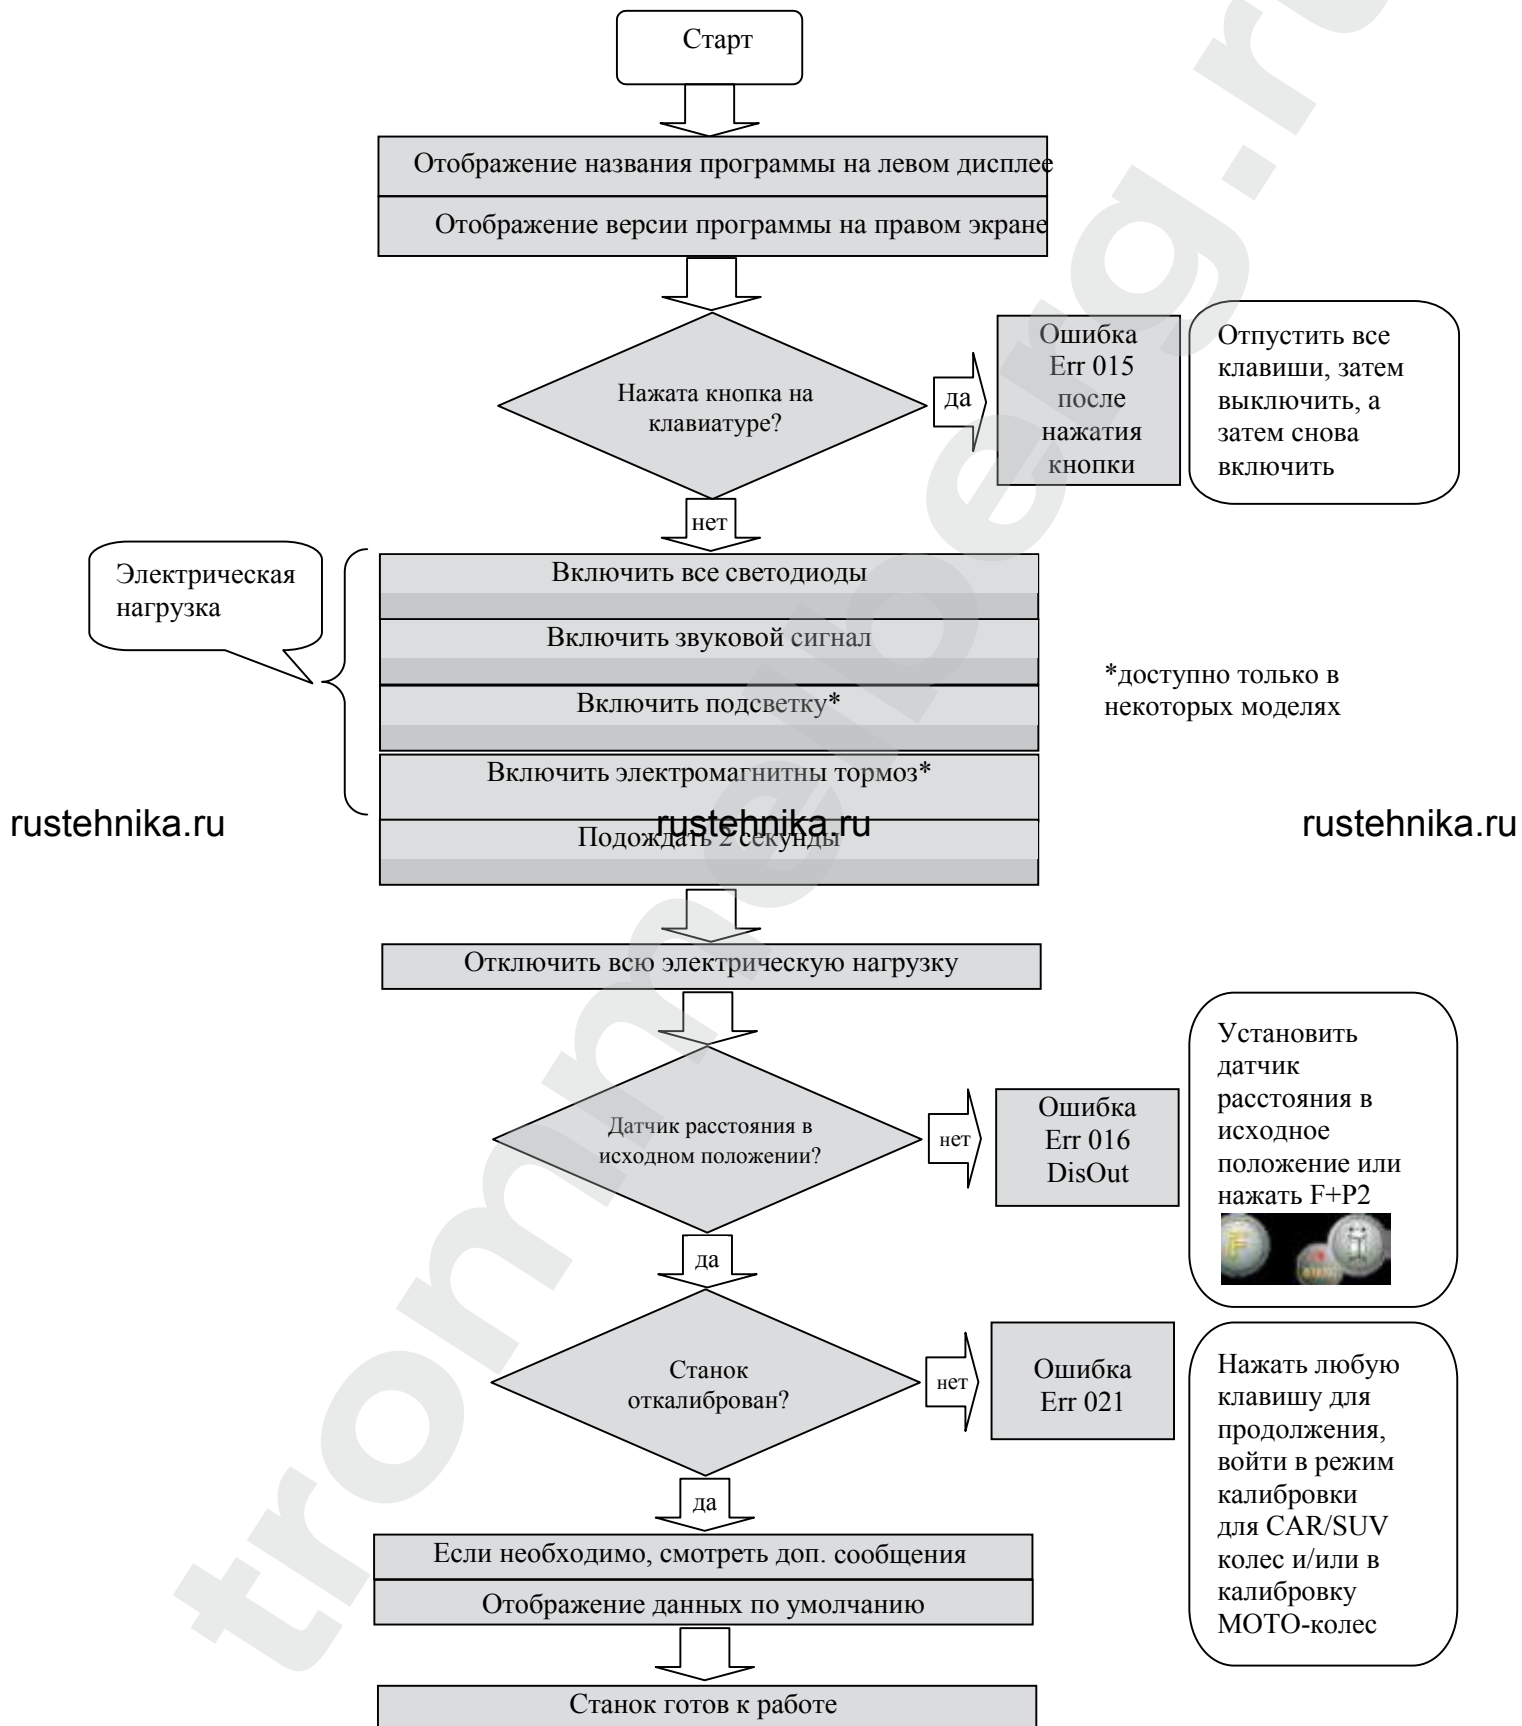 Старт
Отображение названия программы на левом дисплее
Отображение версии программы на правом экране
Нажата кнопка на
клавиатуре?
да
Ошибка
Err 015
после
нажатия
кнопки
Отпустить все
клавиши, затем
выключить, а
затем снова
включить
нет
Электрическая
нагрузка
Включить все светодиоды
Включить звуковой сигнал
Включить подсветку*
Включить электромагнитны тормоз*
Подождать 2 секунды
*доступно только в
некоторых моделях
rustehnika.ru
rustehnika.ru
rustehnika.ru
Отключить всю электрическую нагрузку
Датчик расстояния в
исходном положении?
нет
Ошибка
Err 016
DisOut
Установить
датчик
расстояния в
исходное
положение или
нажать F+P2
да
Станок
откалиброван?
нет
Ошибка
Err 021
Нажать любую
клавишу для
продолжения,
войти в режим
калибровки
для CAR/SUV
колес и/или в
калибровку
МОТО-колес
да
Если необходимо, смотреть доп. сообщения
Отображение данных по умолчанию
Станок готов к работе
trommelberg.ru